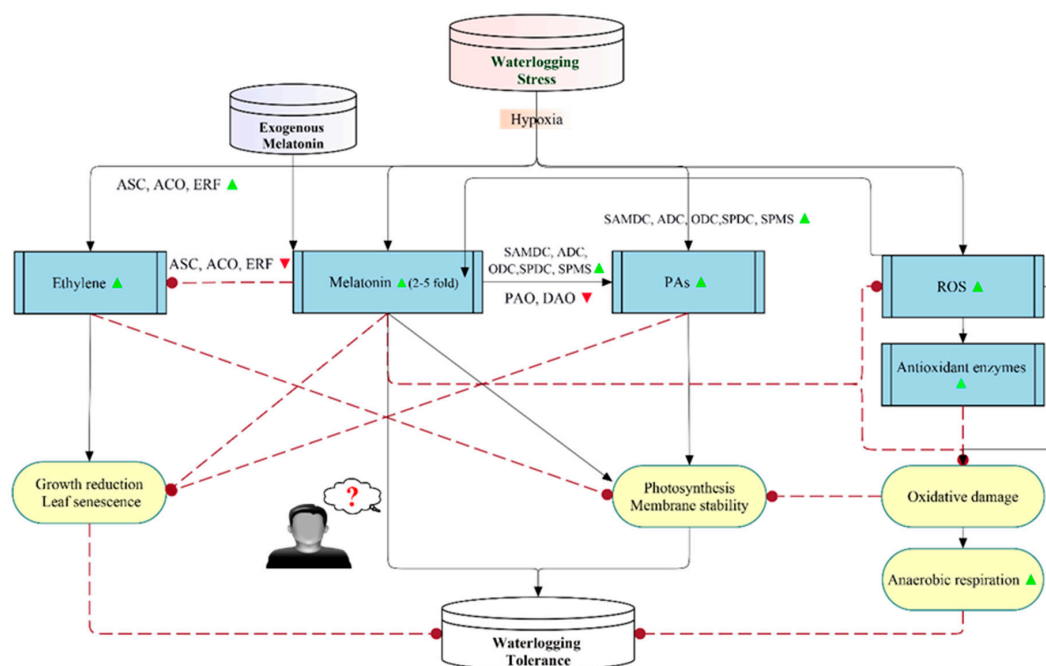 Waterlogging
Stress
Hypoxia
Exogenous
Melatonin
ASC, ACO, ERF
SAMDC, ADC, ODC,SPDC, SPMS
Ethylene
ASC, ACO, ERF
Melatonin (2-5 fold)
SAMDC, ADC,
ODC,SPDC, SPMS
PAO, DAO
PAs
ROS
Antioxidant enzymes
Growth reduction
Leaf senescence
?
Photosynthesis
Membrane stability
Oxidative damage
Anaerobic respiration
Waterlogging
Tolerance